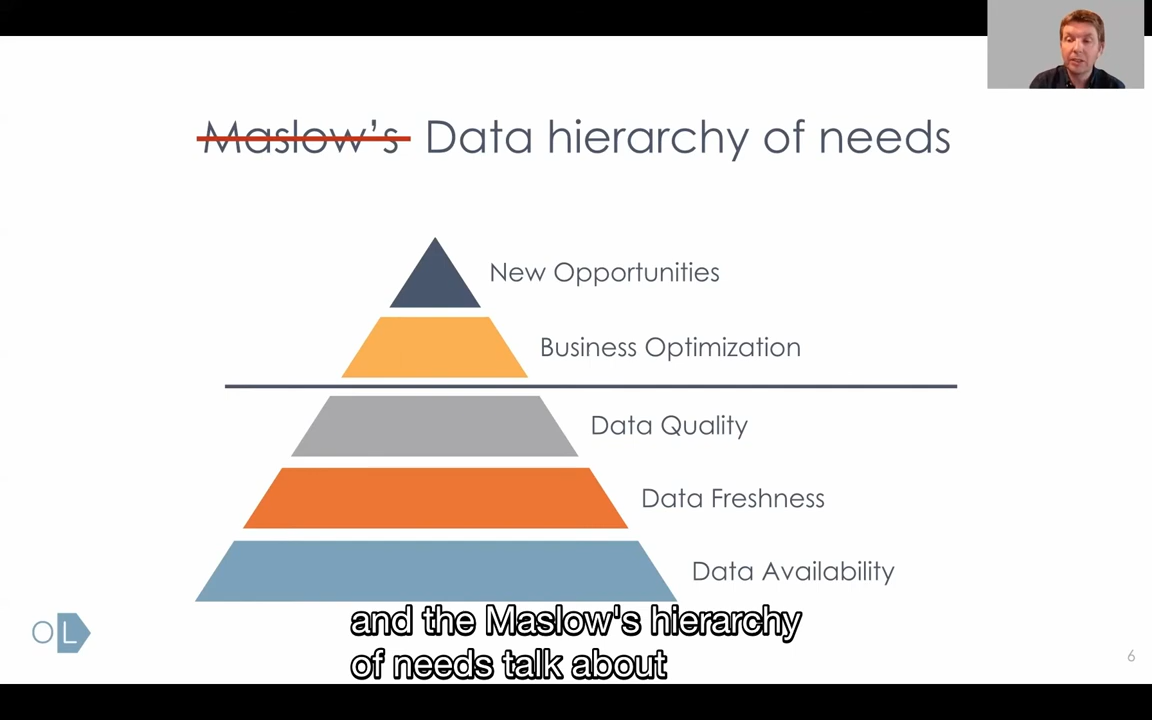 Maslow's Data hierarchy of needs
New Opportunities
Business Optimization
Data Quality
Data Freshness
Data Availability
and the Maslow's hierarchy
of needs talk about
OL
6